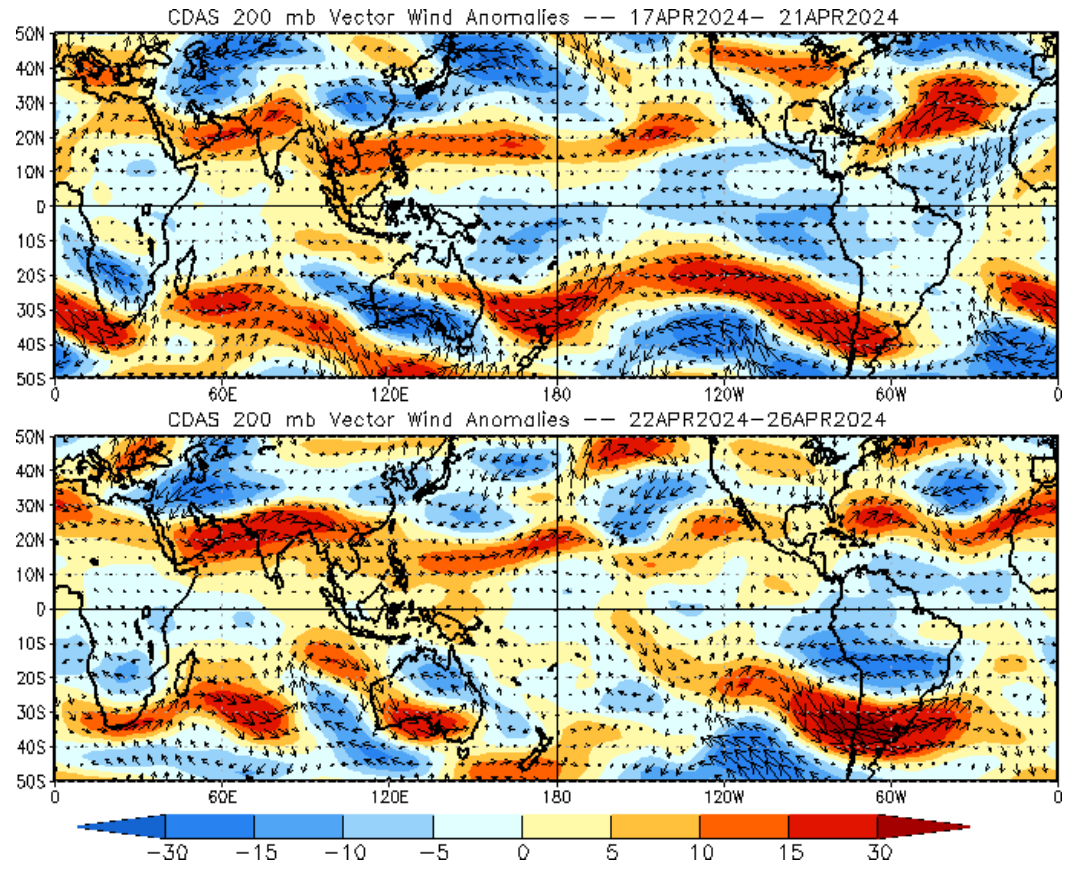 CDAS 200 mb Vector Wind Anomalies -- 17APR2024- 21APR2024
50N
40N
30N
20N
10N
0
10S
20S
30S
40S
50S
0 60E 120E 180 120W 60W 0
CDAS 200 mb Vector Wind Anomalies -- 22APR2024-26APR2024
50N
40N
30N
20N
10N
0
10S
20S
30S
40S
50S
0 60E 120E 180 120W 60W 0
-30 -15 -10 -5 0 5 10 15 30